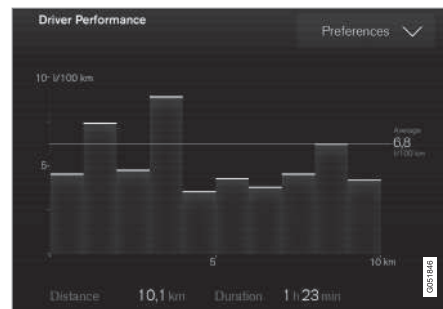 Driver Performance
Preferences
10 l/100 km
Average
6,8
l/100 km
5
5
10 km
G051846
Distance 10,1 km Duration 1 h 23 min